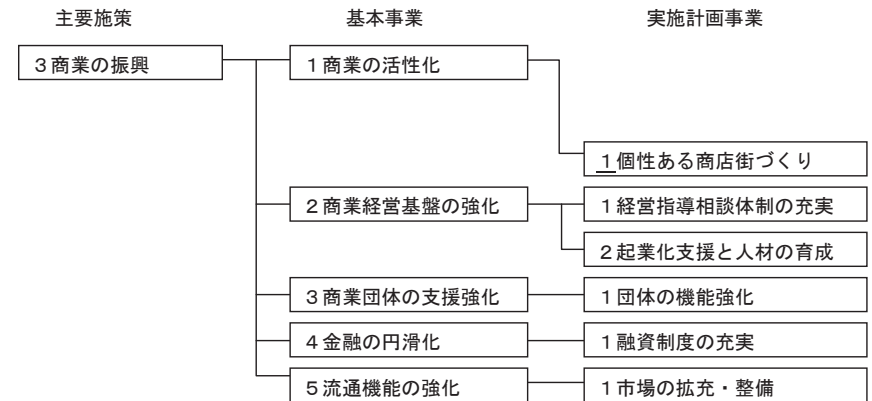 主要施策 基本事業 実施計画事業
３商業の振興 １商業の活性化
１個性ある商店街づくり
２商業経営基盤の強化 １経営指導相談体制の充実
２起業化支援と人材の育成
３商業団体の支援強化 １団体の機能強化
４金融の円滑化 １融資制度の充実
５流通機能の強化 １市場の拡充・整備